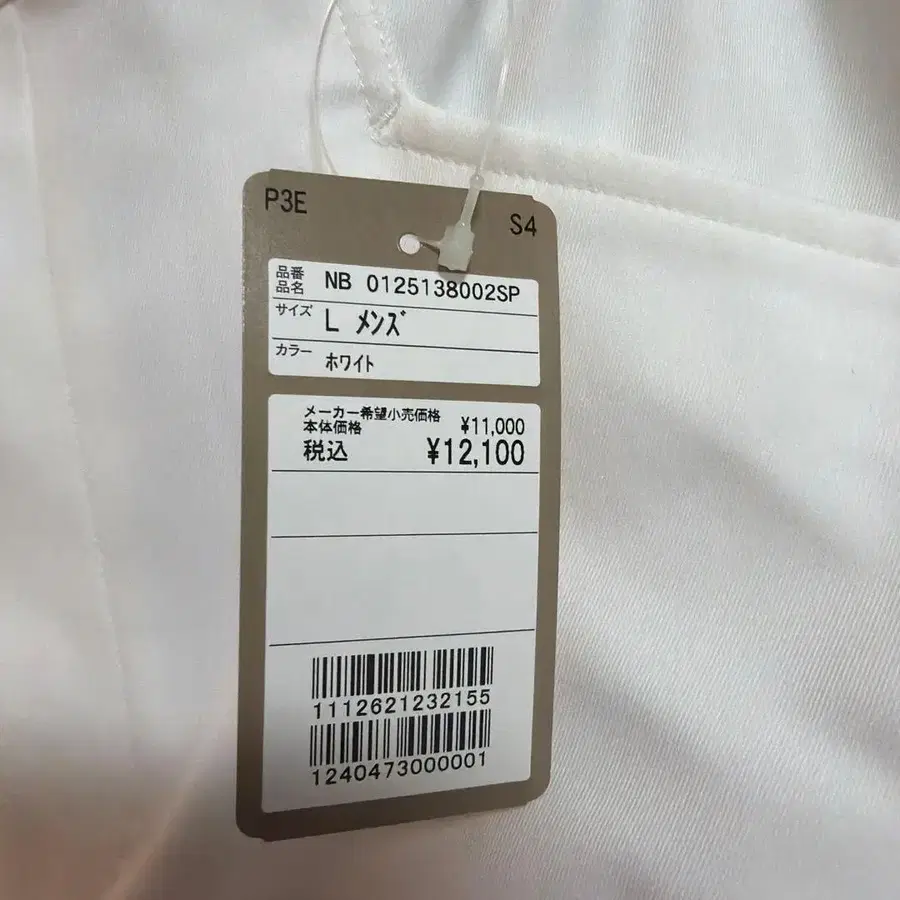 P3E
S4
品番
品名
NB 0125138002SP
サイズ
L メンズ
カラー
ホワイト
メーカー希望小売価格
本体価格 ¥11,000
税込 ¥12,100
1112621232155
1240473000001